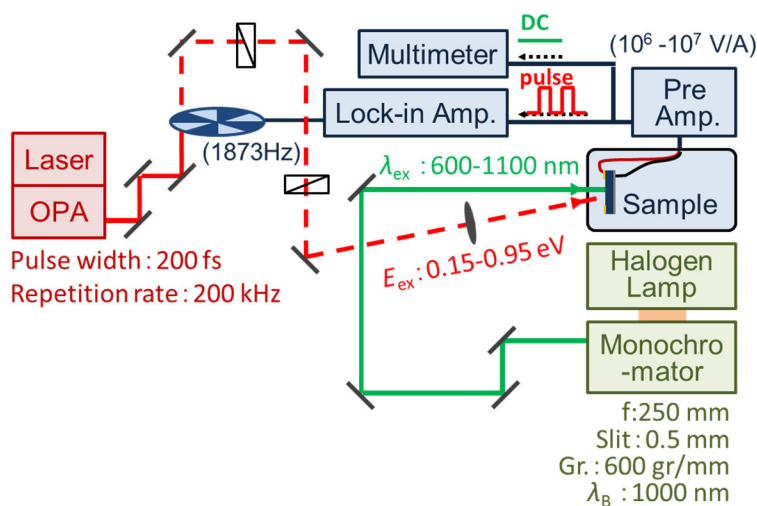 DC
Multimeter
(10⁶ -10⁷ V/A)
pulse
Pre
Amp.
Lock-in Amp.
(1873Hz)
Laser
OPA
λex : 600-1100 nm
Sample
Pulse width : 200 fs
Repetition rate : 200 kHz
Eex : 0.15-0.95 eV
Halogen
Lamp
Monochro
-mator
f:250 mm
Slit : 0.5 mm
Gr. : 600 gr/mm
λB : 1000 nm